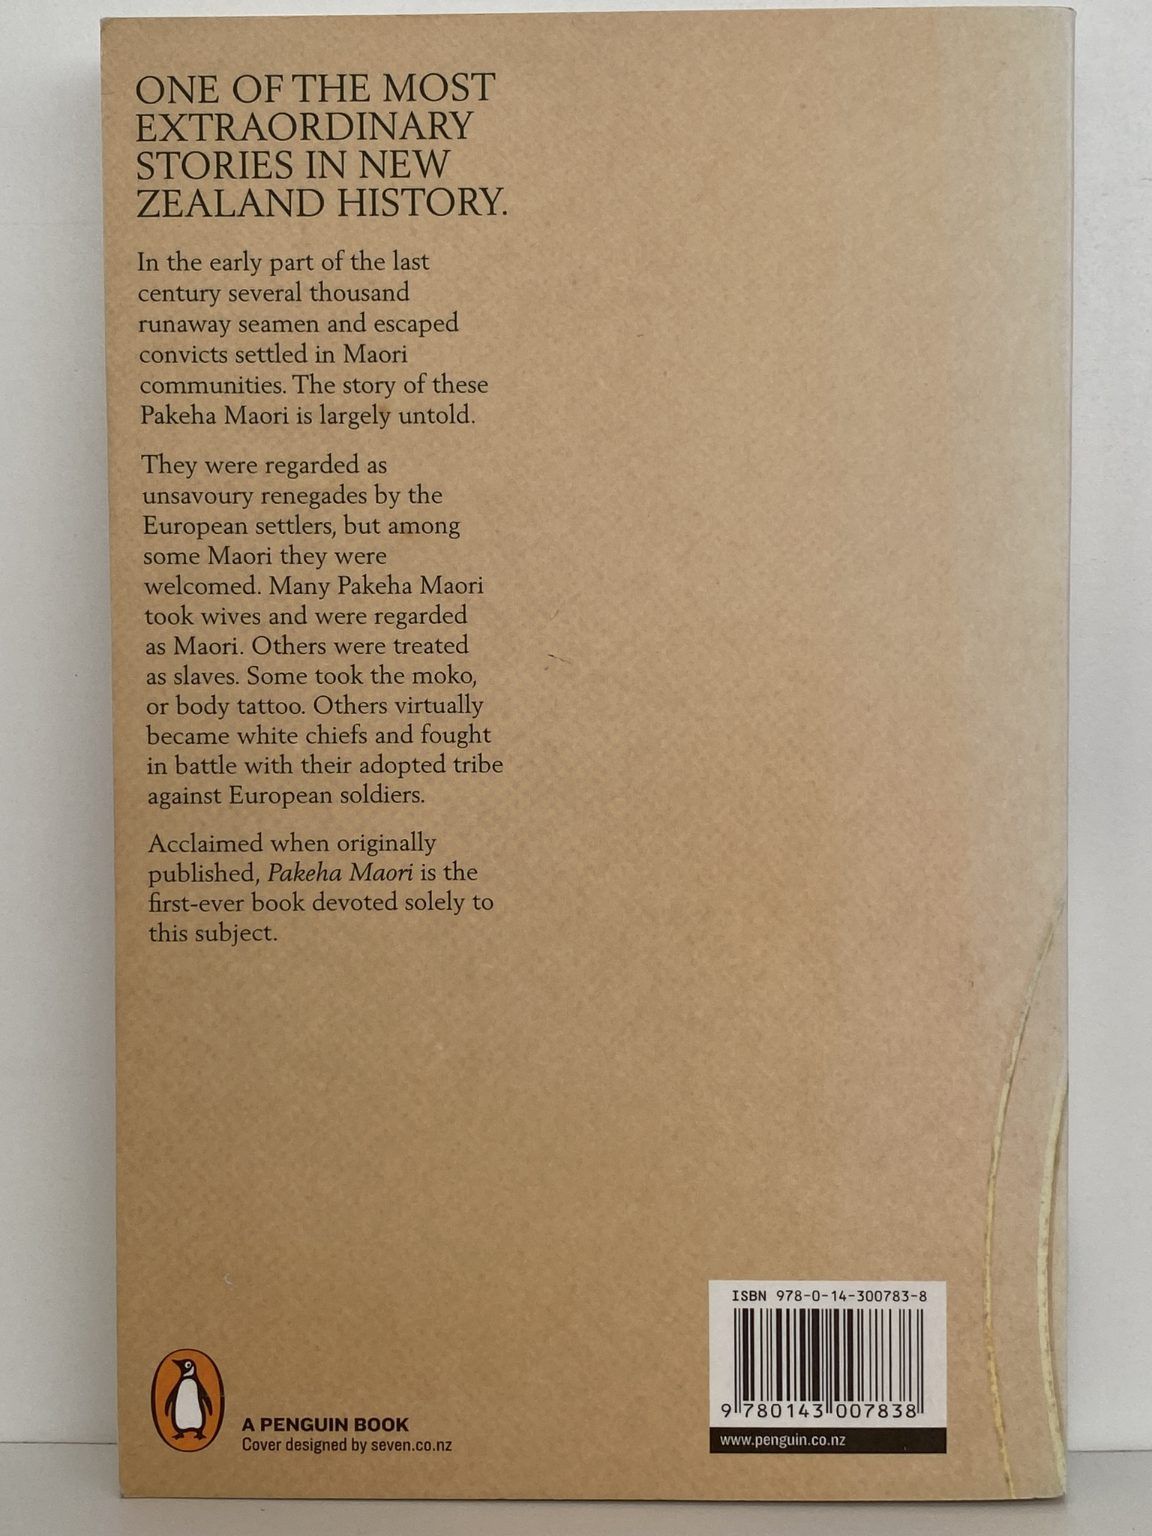 ONE OF THE MOST
EXTRAORDINARY
STORIES IN NEW
ZEALAND HISTORY.
In the early part of the last
century several thousand
runaway seamen and escaped
convicts settled in Maori
communities. The story of these
Pakeha Maori is largely untold.
They were regarded as
unsavoury renegades by the
European settlers, but among
some Maori they were
welcomed. Many Pakeha Maori
took wives and were regarded
as Maori. Others were treated
as slaves. Some took the moko,
or body tattoo. Others virtually
became white chiefs and fought
in battle with their adopted tribe
against European soldiers.
Acclaimed when originally
published, Pakeha Maori is the
first-ever book devoted solely to
this subject.
A PENGUIN BOOK
Cover designed by seven.co.nz
ISBN 978-0-14-300783-8
9 780143 007838
www.penguin.co.nz